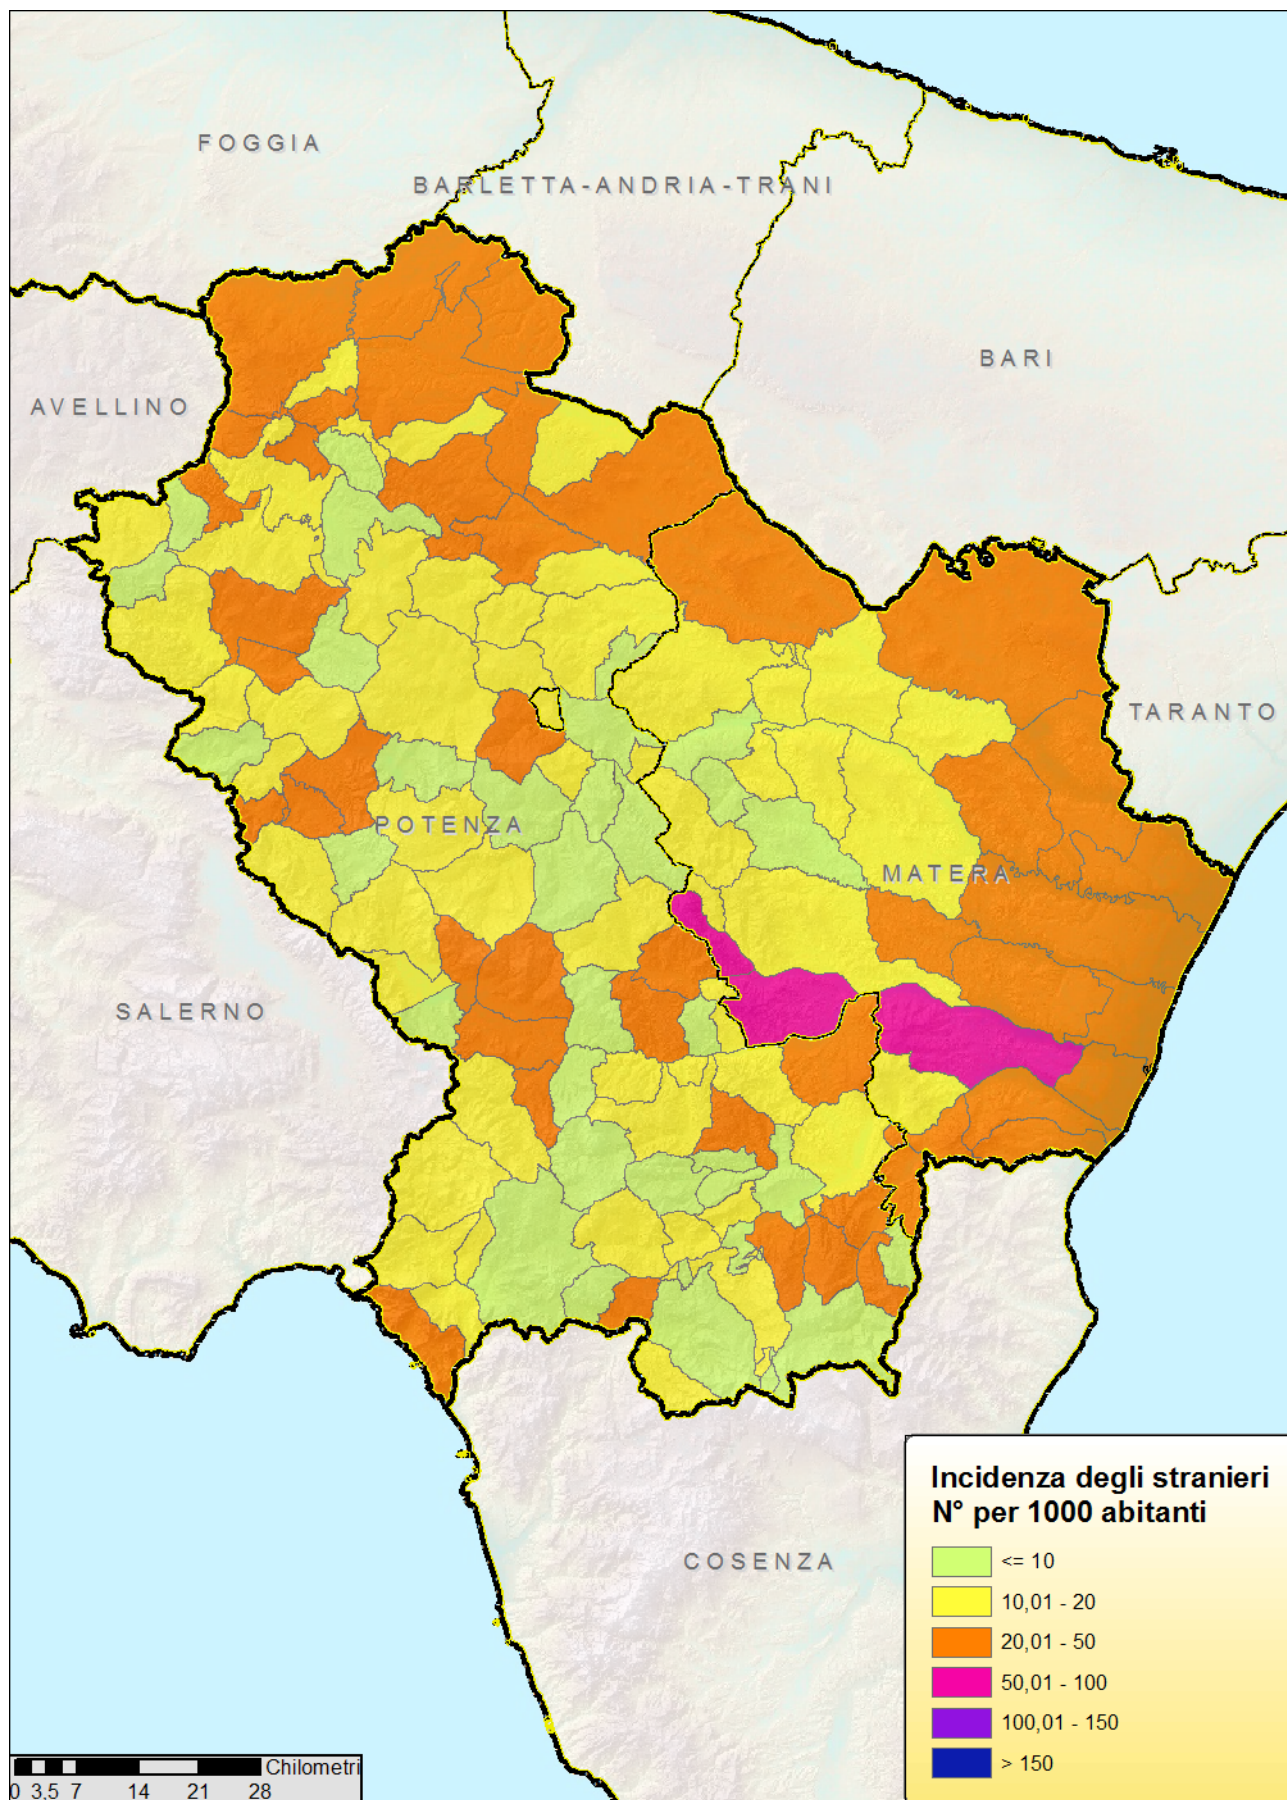 FOGGIA
BARLETTA-ANDRIA-TRANI
BARI
AVELLINO
TARANTO
POTENZA
MATERA
SALERNO
COSENZA
Incidenza degli stranieri
N° per 1000 abitanti
<= 10
10,01 - 20
20,01 - 50
50,01 - 100
100,01 - 150
> 150
Chilometri
0 3,5 7 14 21 28